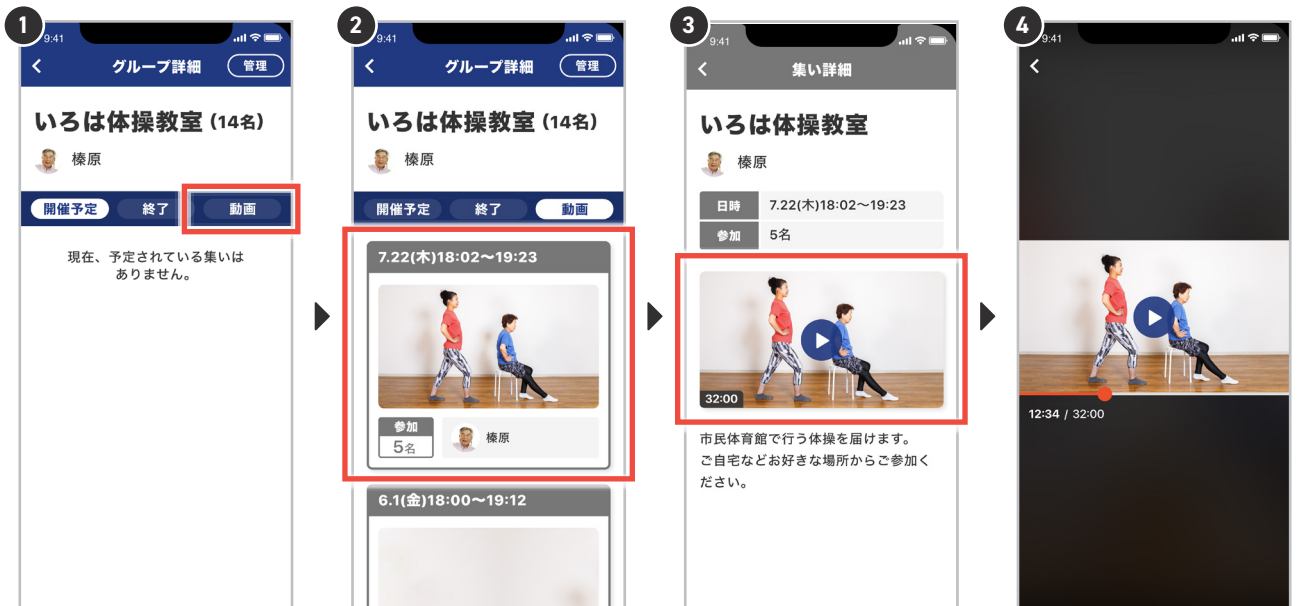 1
9:41
グループ詳細
管理
いろは体操教室 (14名)
榛原
開催予定
終了
動画
現在、予定されている集いは
ありません。
2
9:41
グループ詳細
管理
いろは体操教室 (14名)
榛原
開催予定
終了
動画
7.22(木)18:02〜19:23
参加
5名
榛原
6.1(金)18:00〜19:12
3
9:41
集い詳細
いろは体操教室
榛原
日時 7.22(木)18:02〜19:23
参加 5名
32:00
市民体育館で行う体操を届けます。
ご自宅などお好きな場所からご参加く
ださい。
4
9:41
12:34 / 32:00